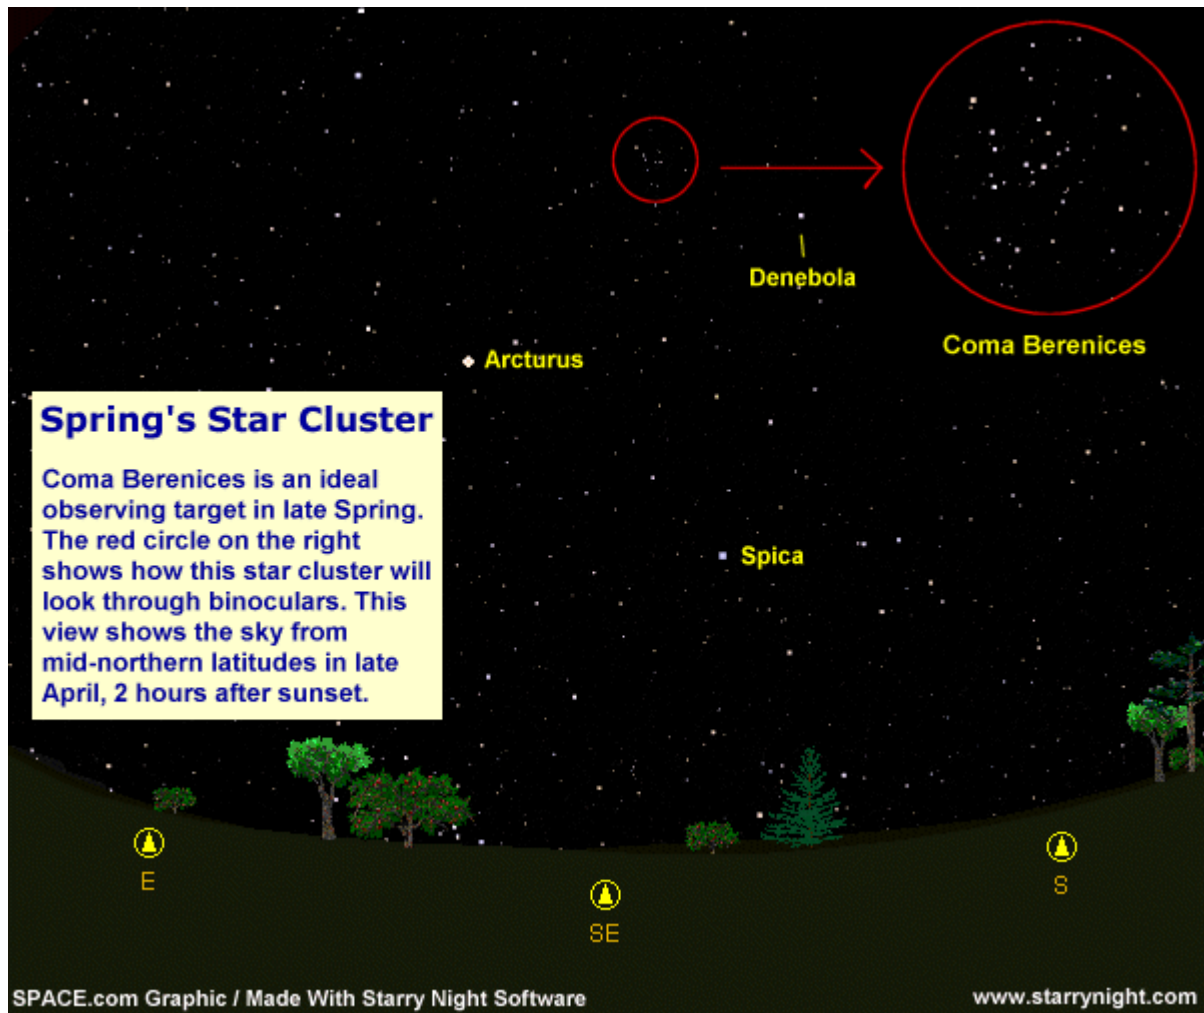 Denebola
Coma Berenices
Arcturus
Spring's Star Cluster
Coma Berenices is an ideal
observing target in late Spring.
The red circle on the right
shows how this star cluster will
look through binoculars. This
view shows the sky from
mid-northern latitudes in late
April, 2 hours after sunset.
Spica
E
SE
S
SPACE.com Graphic / Made With Starry Night Software
www.starrynight.com